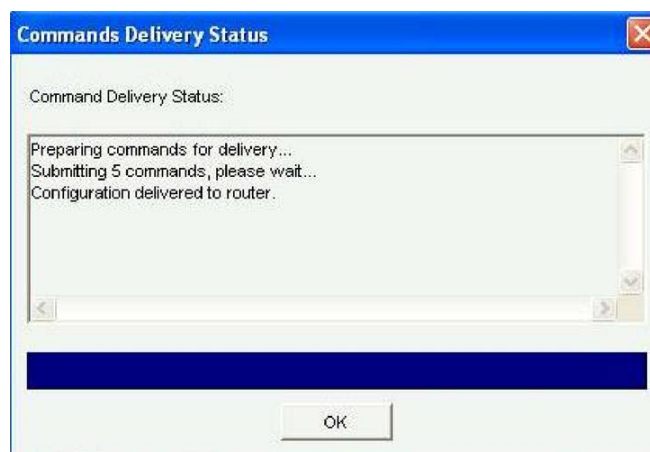 Commands Delivery Status
Command Delivery Status:
Preparing commands for delivery...
Submitting 5 commands, please wait...
Configuration delivered to router.
OK